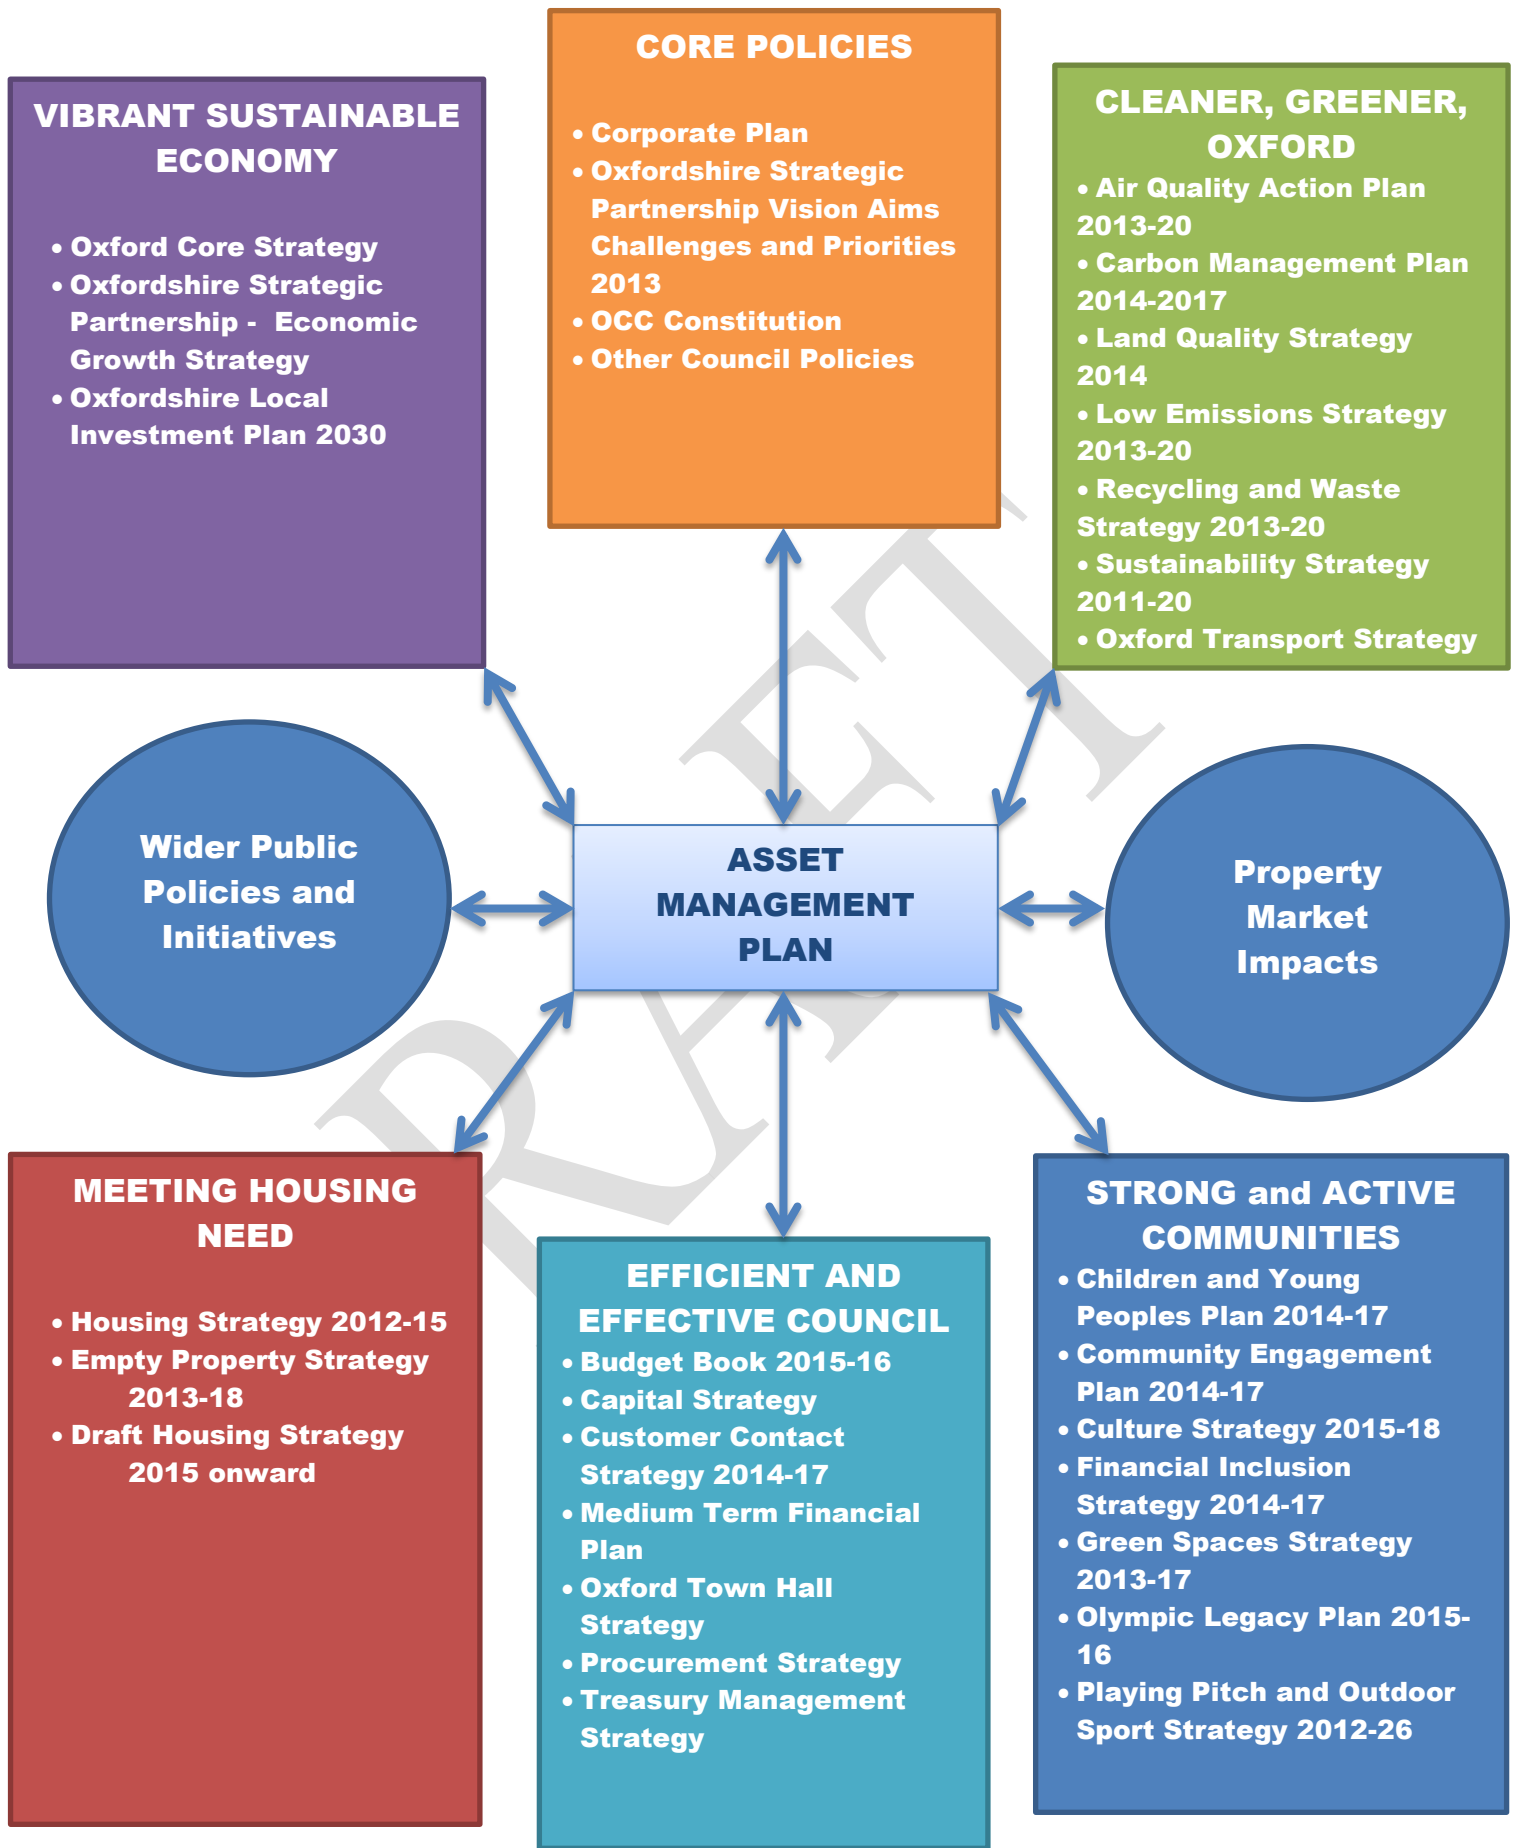 CORE POLICIES
• Corporate Plan
• Oxfordshire Strategic
Partnership Vision Aims
Challenges and Priorities
2013
• OCC Constitution
• Other Council Policies
VIBRANT SUSTAINABLE
ECONOMY
• Oxford Core Strategy
• Oxfordshire Strategic
Partnership - Economic
Growth Strategy
• Oxfordshire Local
Investment Plan 2030
CLEANER, GREENER,
OXFORD
• Air Quality Action Plan
2013-20
• Carbon Management Plan
2014-2017
• Land Quality Strategy
2014
• Low Emissions Strategy
2013-20
• Recycling and Waste
Strategy 2013-20
• Sustainability Strategy
2011-20
• Oxford Transport Strategy
Wider Public
Policies and
Initiatives
ASSET
MANAGEMENT
PLAN
Property
Market
Impacts
MEETING HOUSING
NEED
• Housing Strategy 2012-15
• Empty Property Strategy
2013-18
• Draft Housing Strategy
2015 onward
EFFICIENT AND
EFFECTIVE COUNCIL
• Budget Book 2015-16
• Capital Strategy
• Customer Contact
Strategy 2014-17
• Medium Term Financial
Plan
• Oxford Town Hall
Strategy
• Procurement Strategy
• Treasury Management
Strategy
STRONG and ACTIVE
COMMUNITIES
• Children and Young
Peoples Plan 2014-17
• Community Engagement
Plan 2014-17
• Culture Strategy 2015-18
• Financial Inclusion
Strategy 2014-17
• Green Spaces Strategy
2013-17
• Olympic Legacy Plan 2015-
16
• Playing Pitch and Outdoor
Sport Strategy 2012-26
RAFT